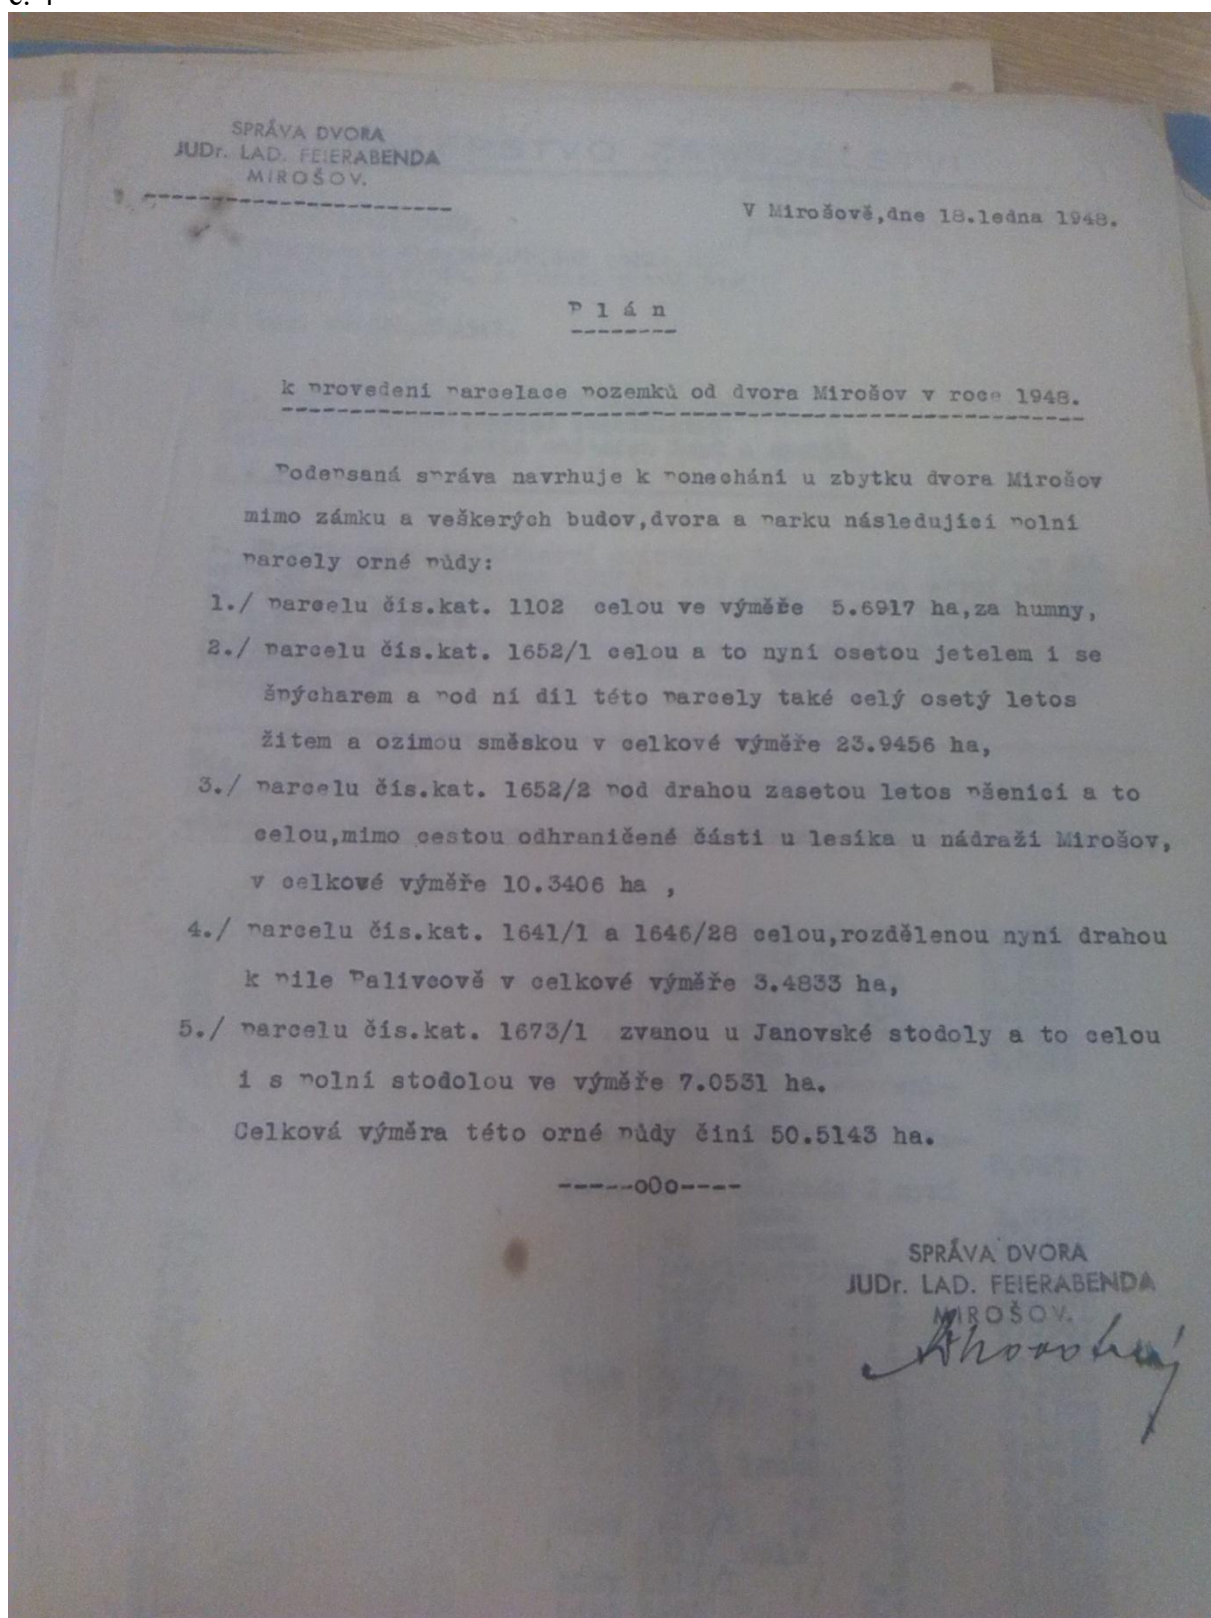 SPRÁVA DVORA
JUDr. LAD. FEIERABENDA
MIROŠOV.
V Mirošově,dne 18.ledna 1948.
P l á n
k provedení parcelace pozemků od dvora Mirošov v roce 1948.
Podepsaná správa navrhuje k ponechání u zbytku dvora Mirošov
mimo zámku a veškerých budov,dvora a parku následující polní
parcely orné půdy:
1./ parcelu čís.kat. 1102 celou ve výměře 5.6917 ha,za humny,
2./ parcelu čís.kat. 1652/1 celou a to nyní osetou jetelem i se
špýcharem a pod ní díl této parcely také celý osetý letos
žitem a ozimou směskou v celkové výměře 23.9456 ha,
3./ parcelu čís.kat. 1652/2 pod drahou zasetou letos pšenicí a to
celou,mimo cestou odhraničené části u lesíka u nádraží Mirošov,
v celkové výměře 10.3406 ha ,
4./ parcelu čís.kat. 1641/1 a 1646/28 celou,rozdělenou nyní drahou
k pile Palivcově v celkové výměře 3.4833 ha,
5./ parcelu čís.kat. 1673/1 zvanou u Janovské stodoly a to celou
i s polní stodolou ve výměře 7.0531 ha.
Celková výměra této orné půdy činí 50.5143 ha.
-----oOo----
SPRÁVA DVORA
JUDr. LAD. FEIERABENDA
MIROŠOV.